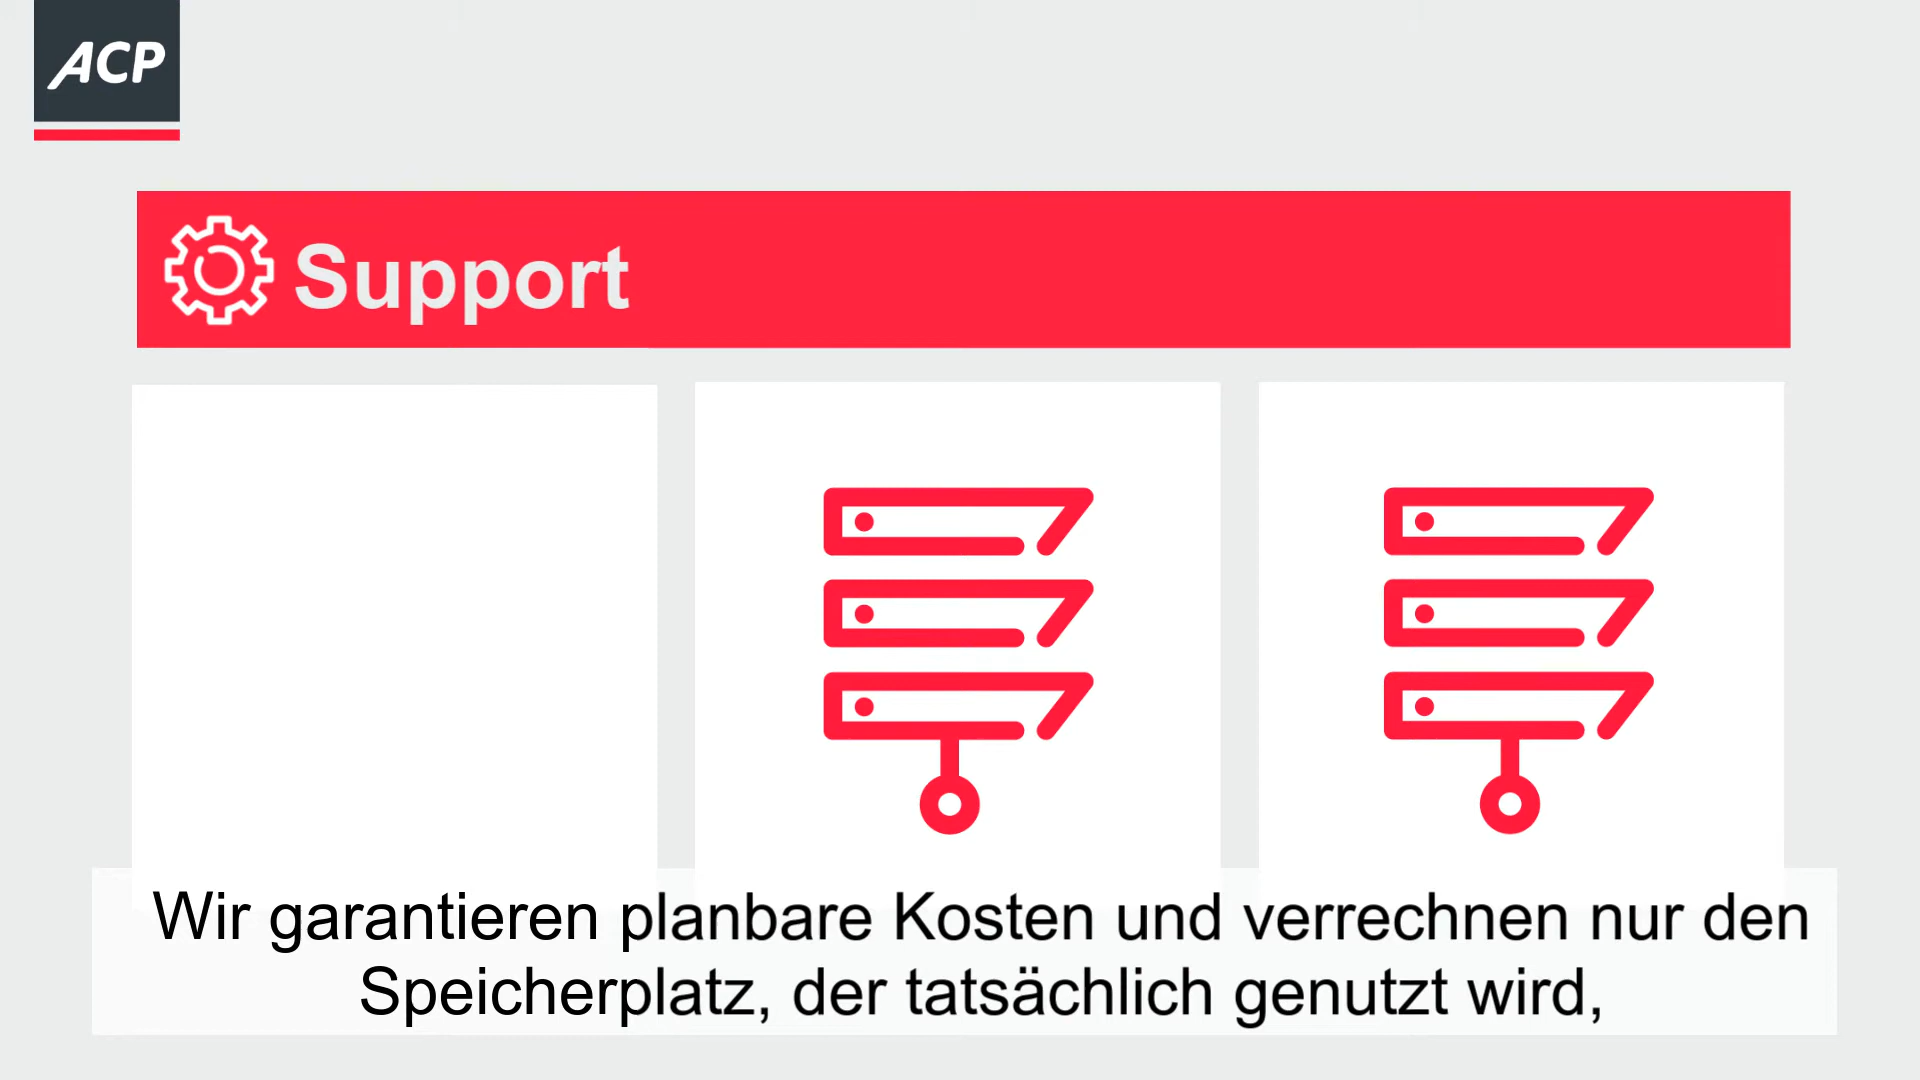 ACP
Support
Wir garantieren planbare Kosten und verrechnen nur den
Speicherplatz, der tatsächlich genutzt wird,